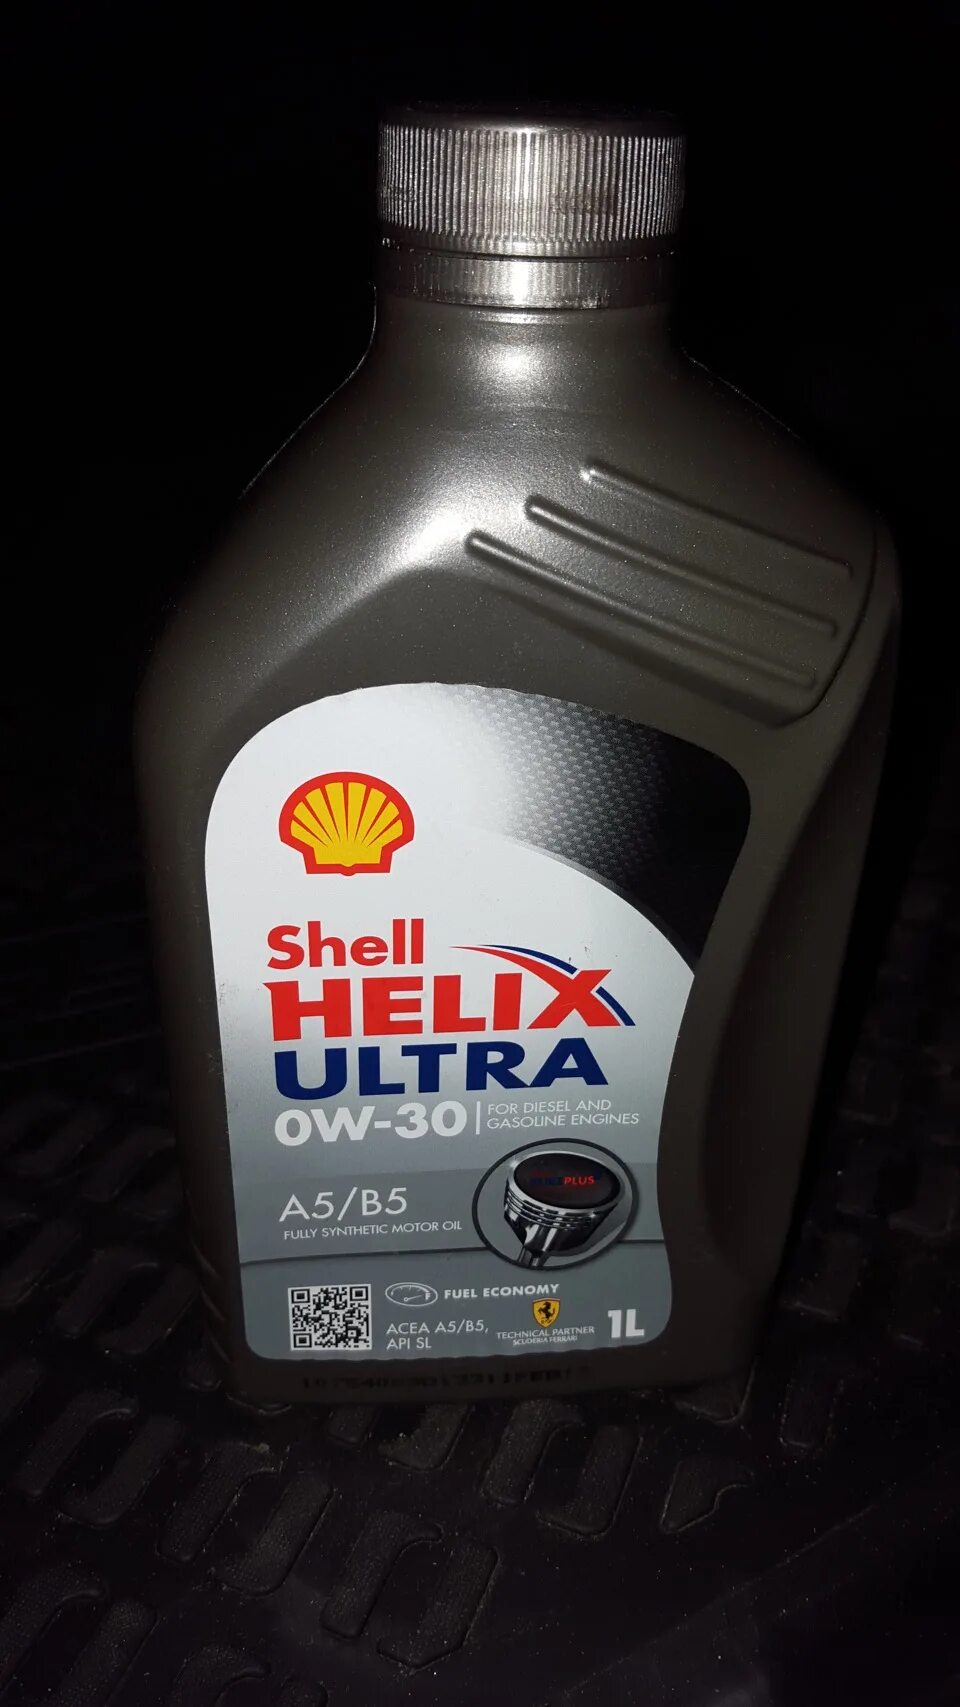 Shell
HELIX
ULTRA
0W-30
FOR DIESEL AND
GASOLINE ENGINES
PLUS
A5/B5
FULLY SYNTHETIC MOTOR OIL
FUEL ECONOMY
ACEA A5/B5,
API SL
TECHNICAL PARTNER
SCUDERIA FERRARI
1L